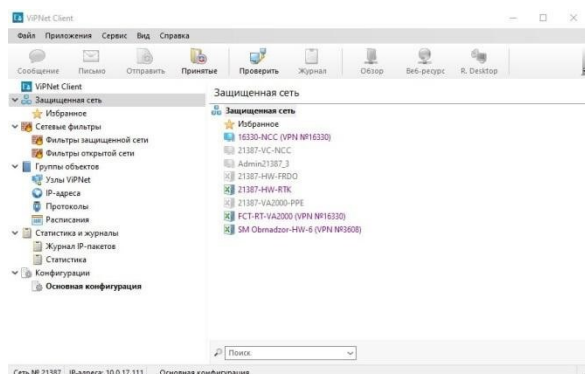 ViPNet Client
Файл Приложения Сервис Вид Справка
Сообщение Письмо Отправить Принятые Проверить Журнал Обзор Веб-ресурс R. Desktop
ViPNet Client
Защищенная сеть
Избранное
Сетевые фильтры
Фильтры защищенной сети
Фильтры открытой сети
Группы объектов
Узлы ViPNet
IP-адреса
Протоколы
Расписания
Статистика и журналы
Журнал IP-пакетов
Статистика
Конфигурации
Основная конфигурация
Защищенная сеть
Защищенная сеть
Избранное
16330-NCC (VPN №16330)
21387-VC-NCC
Admin21387_3
21387-HW-FRDO
21387-HW-RTK
21387-VA2000-PPE
FCT-RT-VA2000 (VPN №16330)
SM Obrnadzor-HW-6 (VPN №3608)
Поиск
Сеть № 21387 IP-адреса: 10.0.17.111 Основная конфигурация